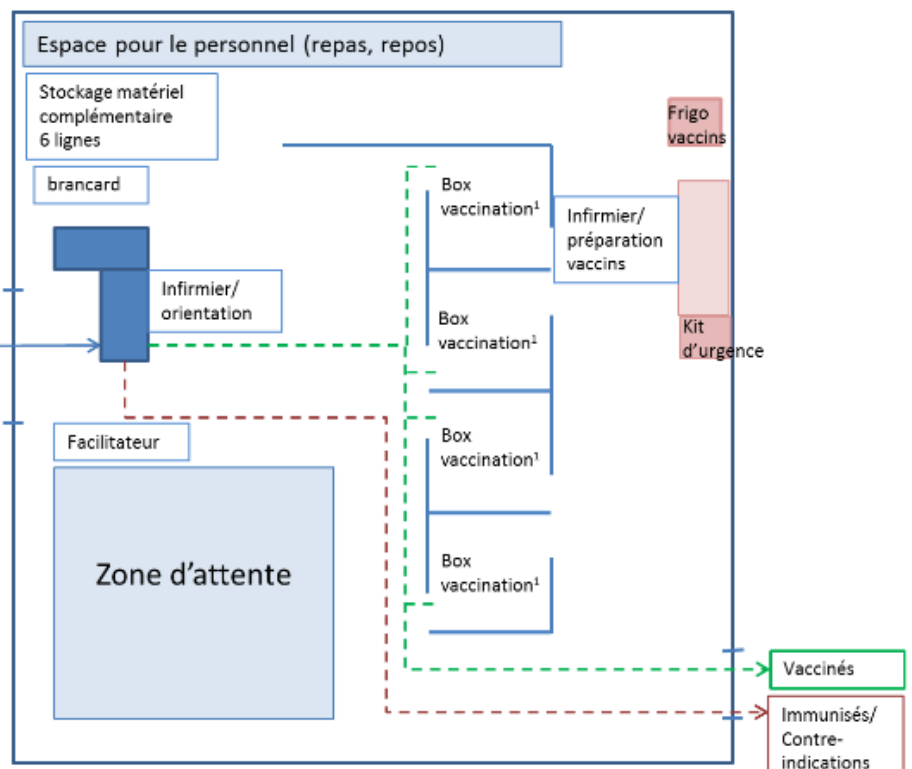 Espace pour le personnel (repas, repos)
Stockage matériel
complémentaire
6 lignes
Frigo
vaccins
brancard
Box
vaccination¹
Infirmier/
préparation
vaccins
Infirmier/
orientation
Box
vaccination¹
Kit
d’urgence
Facilitateur
Box
vaccination¹
Zone d’attente
Box
vaccination¹
Vaccinés
Immunisés/
Contre-
indications